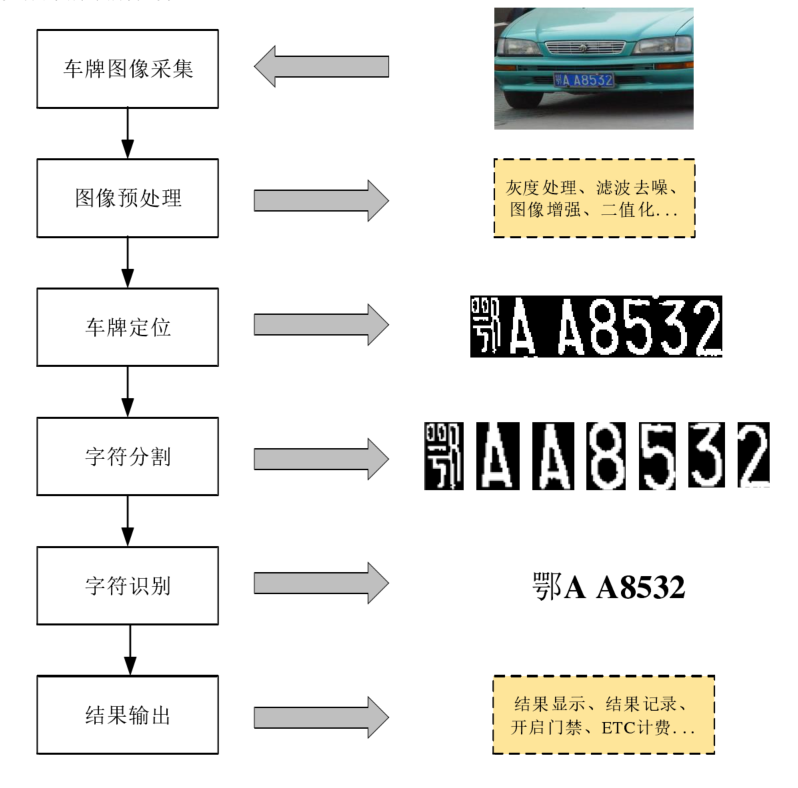 车牌图像采集
鄂A A8532
图像预处理
灰度处理、滤波去噪、
图像增强、二值化...
车牌定位
鄂A A8532
字符分割
鄂 A A 8 5 3 2
字符识别
鄂A A8532
结果输出
结果显示、结果记录、
开启门禁、ETC计费...